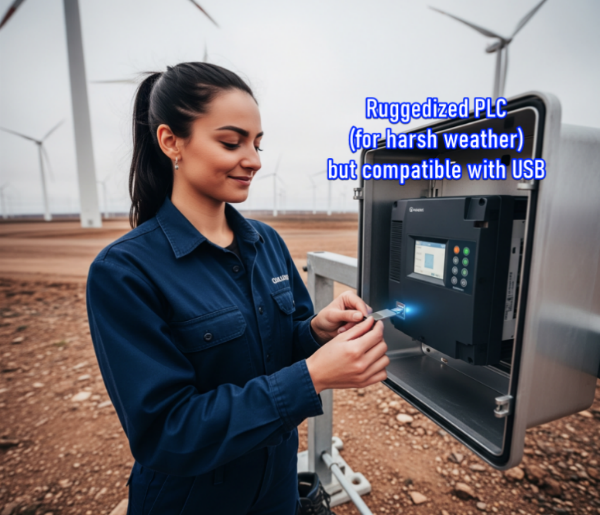 Ruggedized PLC
(for harsh weather)
but compatible with USB